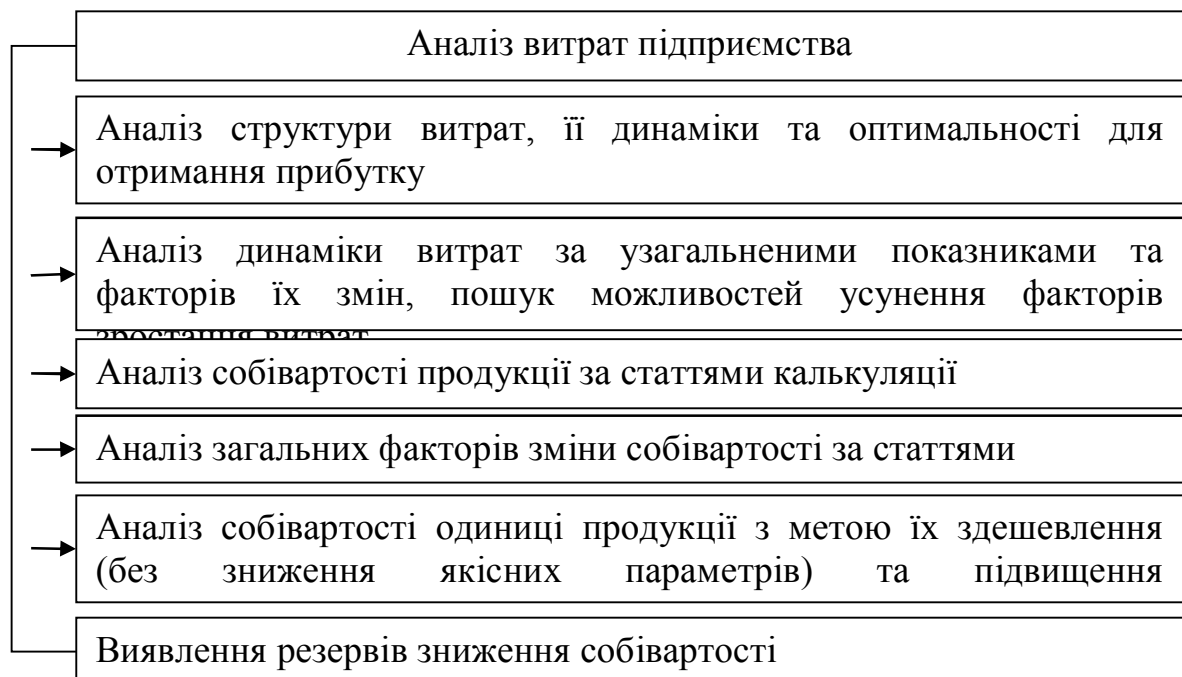 Аналіз витрат підприємства
Аналіз структури витрат, її динаміки та оптимальності для
отримання прибутку
Аналіз динаміки витрат за узагальненими показниками та
факторів їх змін, пошук можливостей усунення факторів
зростання витрат
Аналіз собівартості продукції за статтями калькуляції
Аналіз загальних факторів зміни собівартості за статтями
Аналіз собівартості одиниці продукції з метою їх здешевлення
(без зниження якісних параметрів) та підвищення
Виявлення резервів зниження собівартості